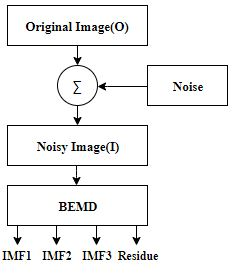 Original Image(O)
∑
Noise
Noisy Image(I)
BEMD
IMF1 IMF2 IMF3 Residue